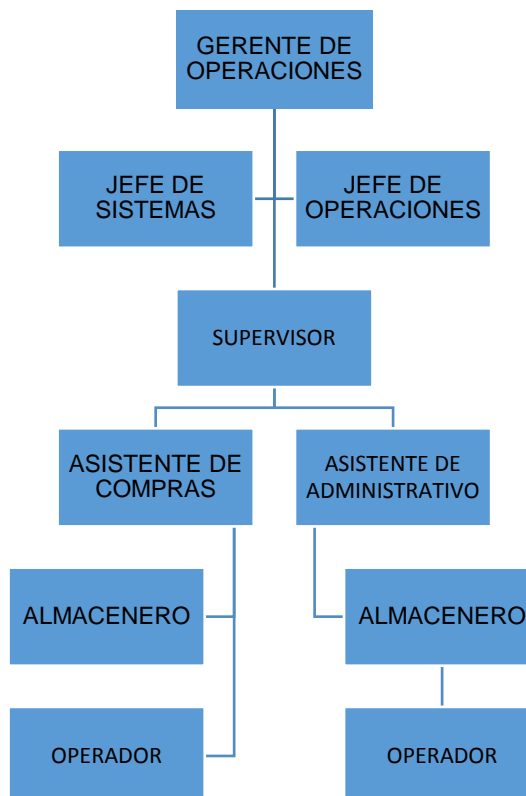 GERENTE DE
OPERACIONES
JEFE DE
SISTEMAS
JEFE DE
OPERACIONES
SUPERVISOR
ASISTENTE DE
COMPRAS
ASISTENTE DE
ADMINISTRATIVO
ALMACENERO
ALMACENERO
OPERADOR
OPERADOR